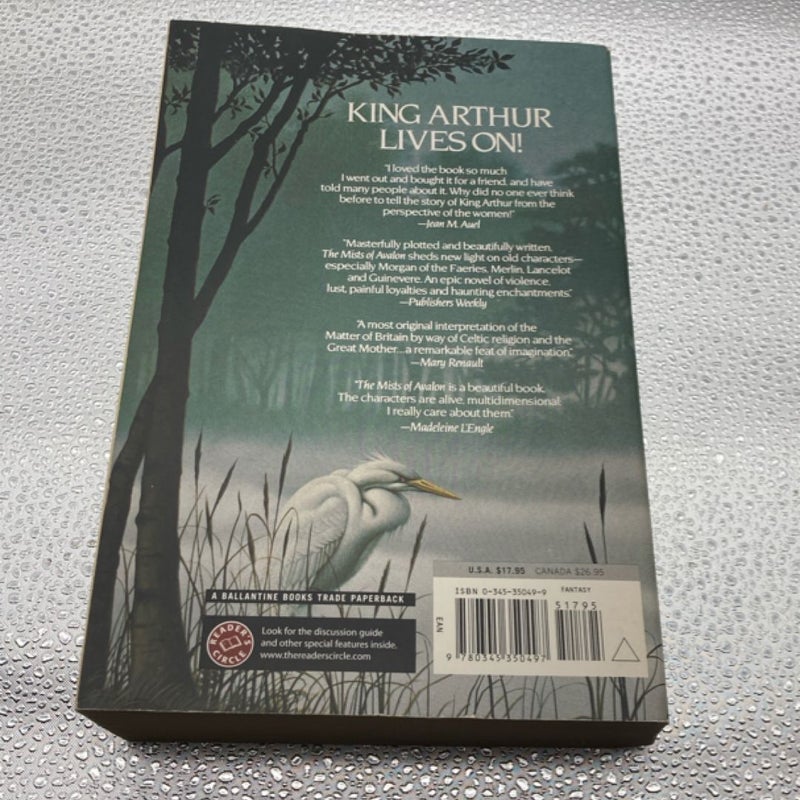 KING ARTHUR
LIVES ON!
"I loved the book so much
I went out and bought it for a friend, and have
told many people about it. Why did no one ever think
before to tell the story of King Arthur from the
perspective of the women!"
—Jean M. Auel
"Masterfully plotted and beautifully written,
The Mists of Avalon sheds new light on old characters—
especially Morgan of the Faeries, Merlin, Lancelot
and Guinevere. An epic novel of violence,
lust, painful loyalties and haunting enchantments."
—Publishers Weekly
"A most original interpretation of the
Matter of Britain by way of Celtic religion and the
Great Mother...a remarkable feat of imagination."
—Mary Renault
"The Mists of Avalon is a beautiful book.
The characters are alive, multidimensional;
I really care about them."
—Madeleine L'Engle
U.S.A. $17.95 CANADA $26.95
ISBN 0-345-35049-9 FANTASY
51795
EAN
9 780345 350497
A BALLANTINE BOOKS TRADE PAPERBACK
READER'S CIRCLE
Look for the discussion guide
and other special features inside.
www.thereaderscircle.com